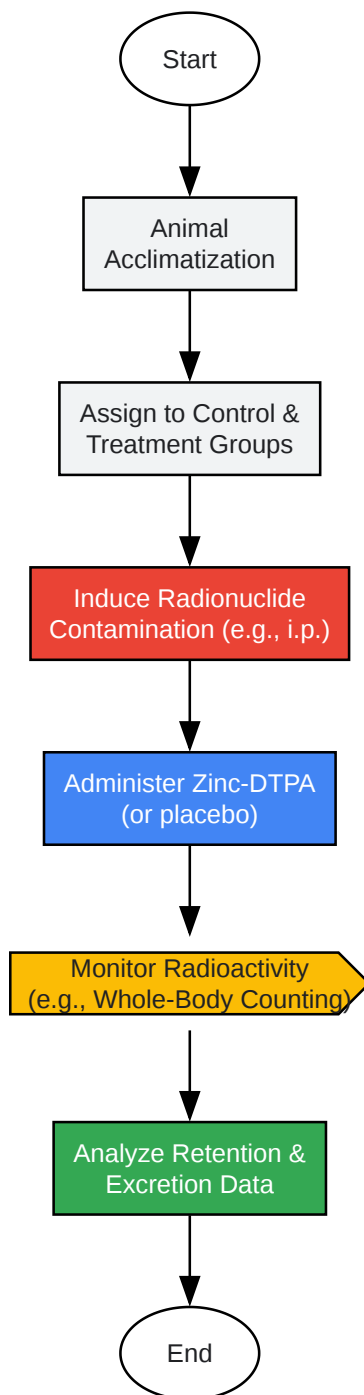 Start
Animal
Acclimatization
Assign to Control &
Treatment Groups
Induce Radionuclide
Contamination (e.g., i.p.)
Administer Zinc-DTPA
(or placebo)
Monitor Radioactivity
(e.g., Whole-Body Counting)
Analyze Retention &
Excretion Data
End